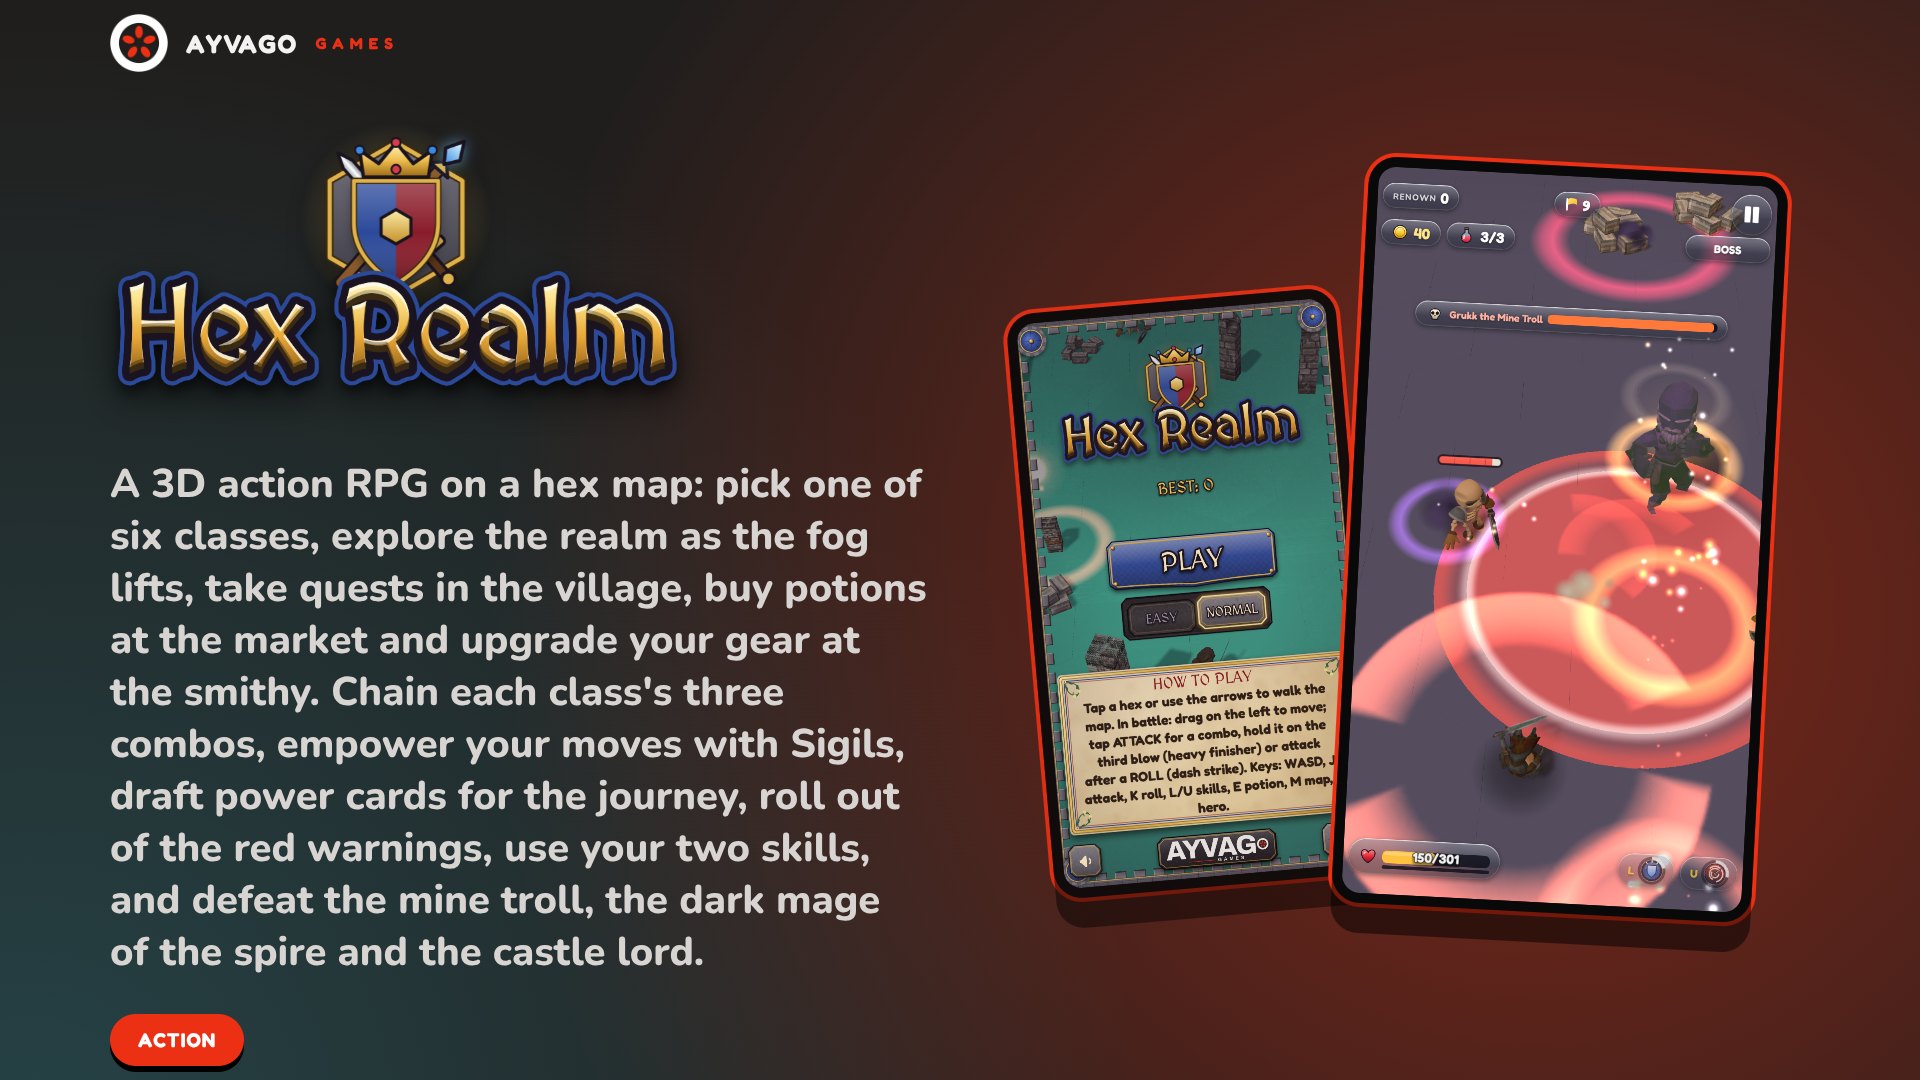 AYVAGO GAMES
Hex Realm
A 3D action RPG on a hex map: pick one of
six classes, explore the realm as the fog
lifts, take quests in the village, buy potions
at the market and upgrade your gear at
the smithy. Chain each class's three
combos, empower your moves with Sigils,
draft power cards for the journey, roll out
of the red warnings, use your two skills,
and defeat the mine troll, the dark mage
of the spire and the castle lord.
ACTION
Hex Realm
BEST: 0
PLAY
EASY NORMAL
HOW TO PLAY
Tap a hex or use the arrows to walk the
map. In battle: drag on the left to move;
tap ATTACK for a combo, hold it on the
third blow (heavy finisher) or attack
after a ROLL (dash strike). Keys: WASD, J
attack, K roll, L/U skills, E potion, M map,
hero.
AYVAGO
GAMES
RENOWN 0
9
40
3/3
BOSS
Grukk the Mine Troll
150/301
L
U